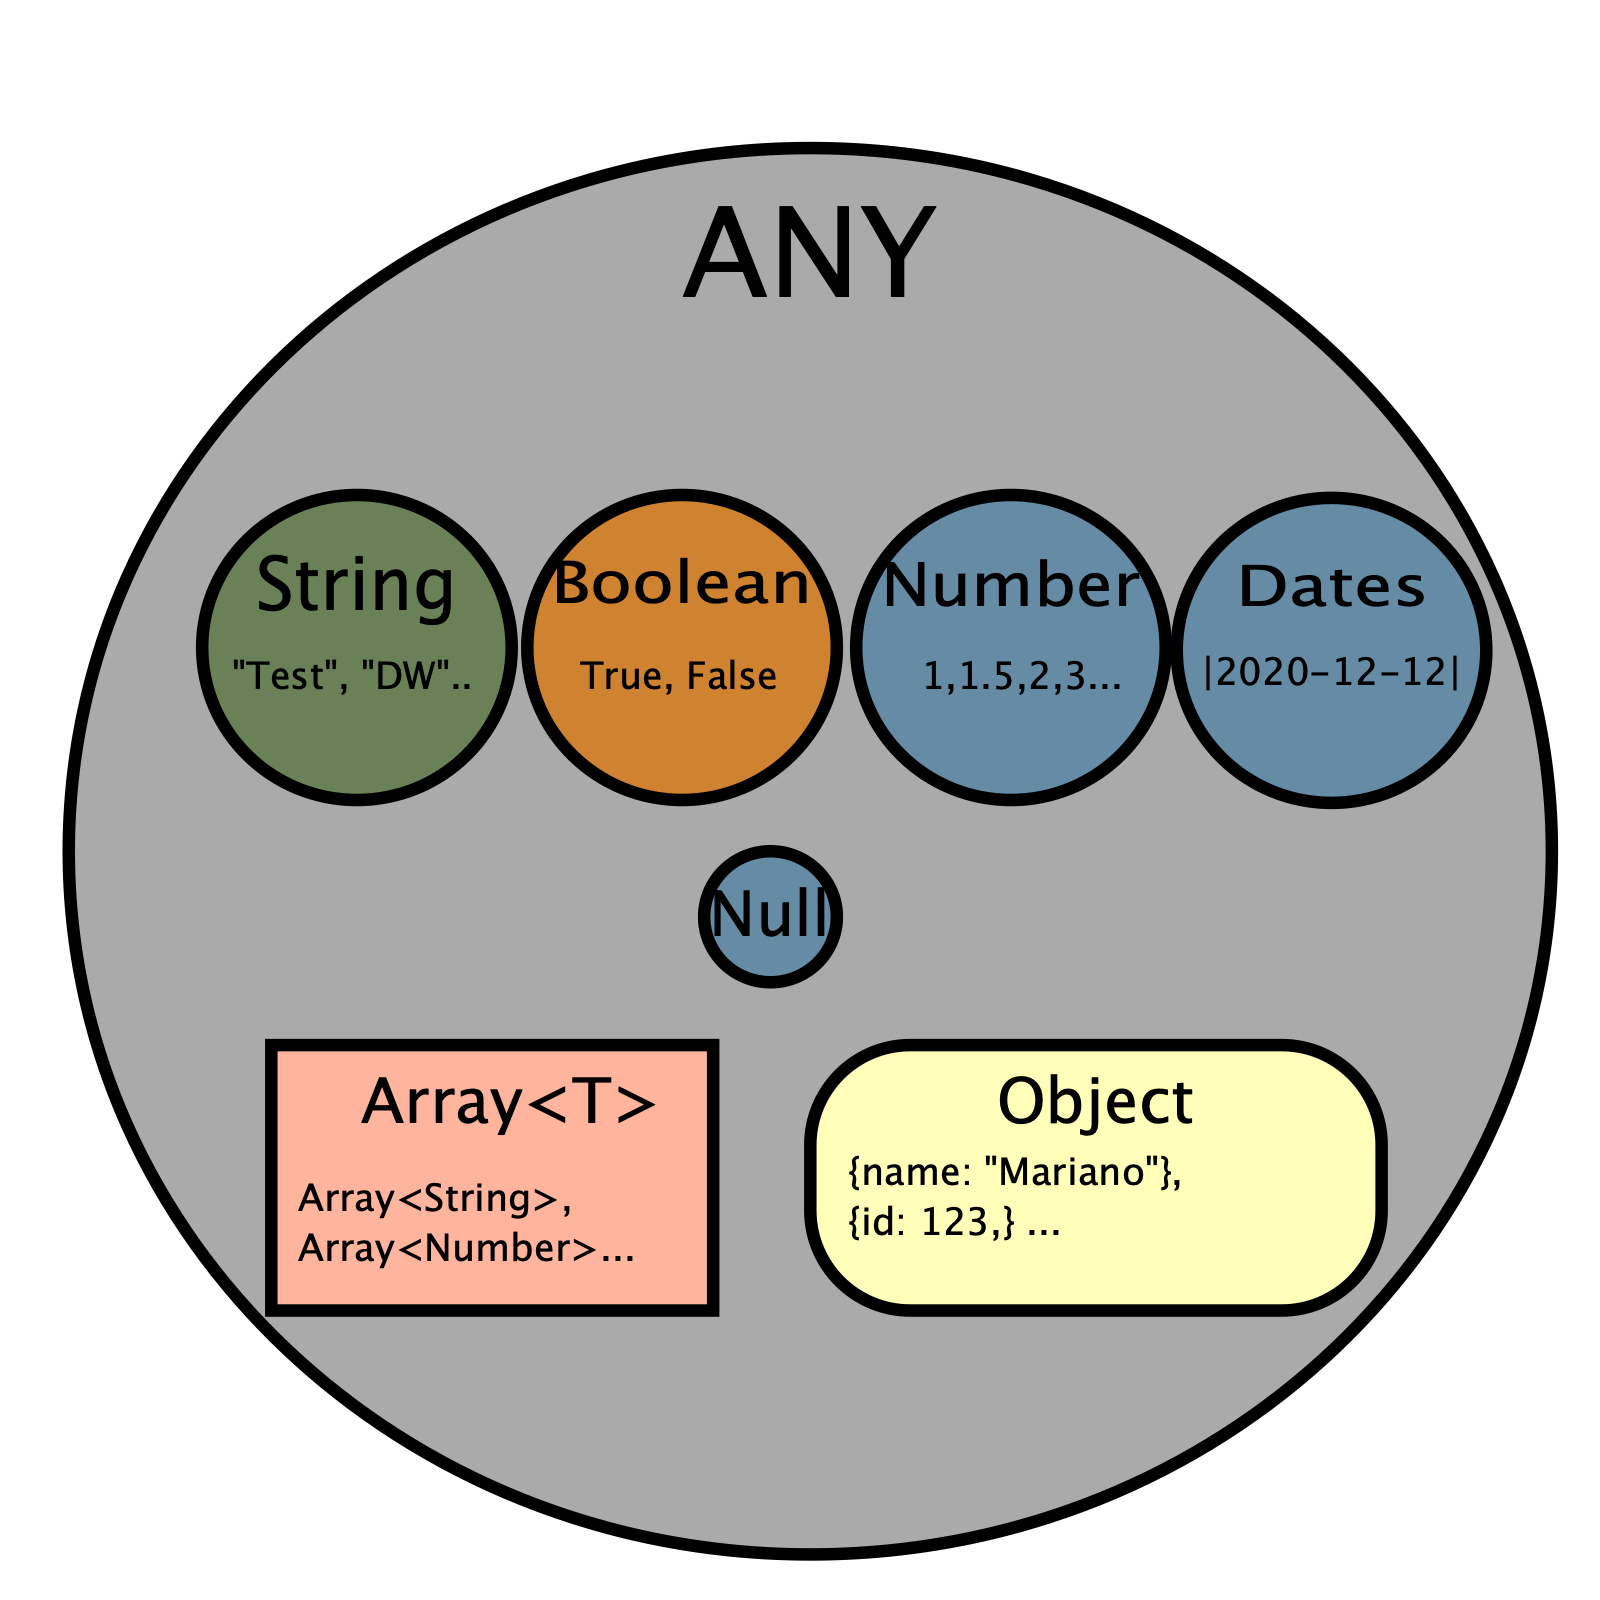 ANY
String
"Test", "DW"..
Boolean
True, False
Number
1,1.5,2,3...
Dates
|2020-12-12|
Null
Array<T>
Array<String>,
Array<Number>...
Object
{name: "Mariano"},
{id: 123,} ...